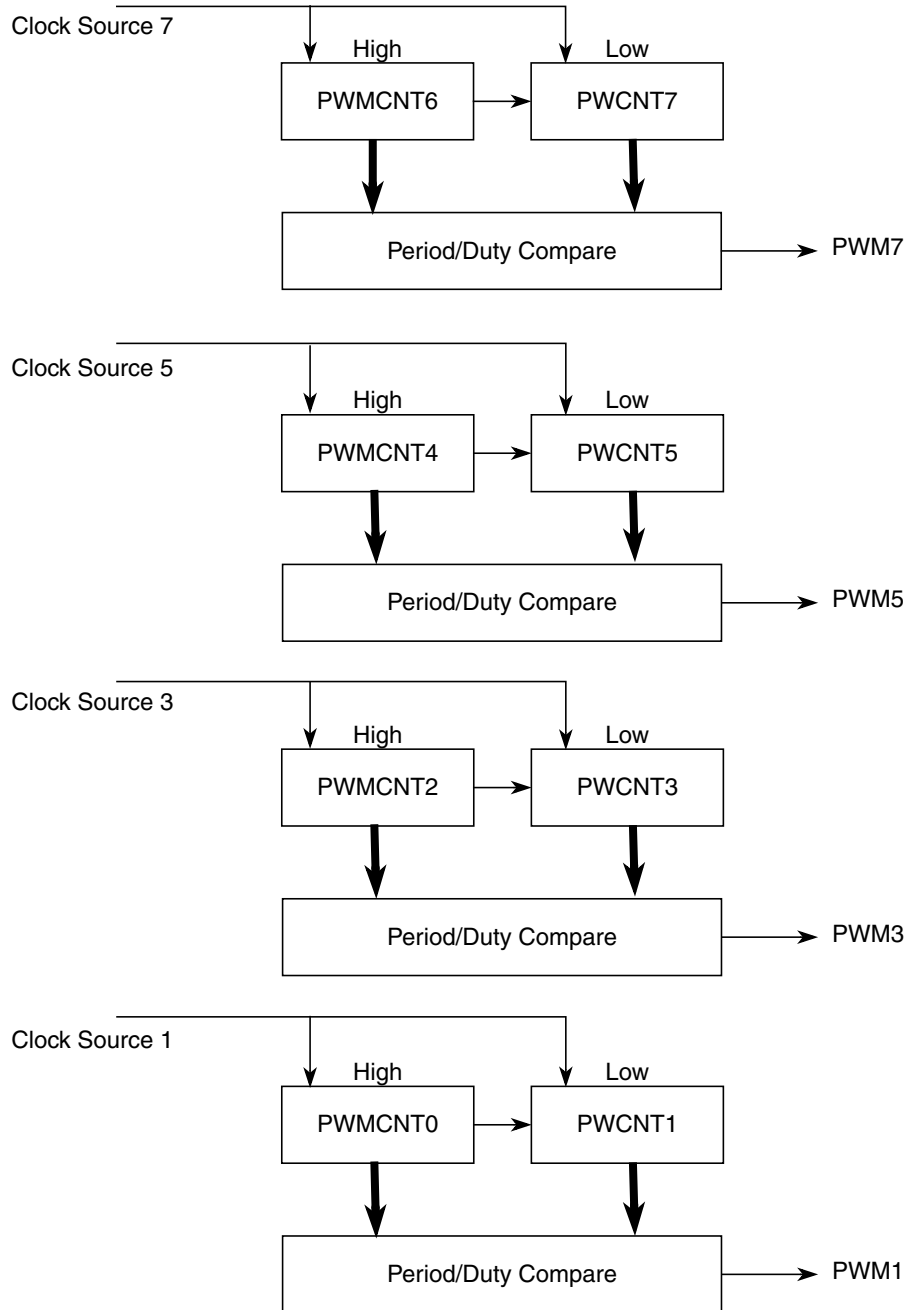 Clock Source 7
High
Low
PWMCNT6
PWCNT7
Period/Duty Compare
PWM7
Clock Source 5
High
Low
PWMCNT4
PWCNT5
Period/Duty Compare
PWM5
Clock Source 3
High
Low
PWMCNT2
PWCNT3
Period/Duty Compare
PWM3
Clock Source 1
High
Low
PWMCNT0
PWCNT1
Period/Duty Compare
PWM1